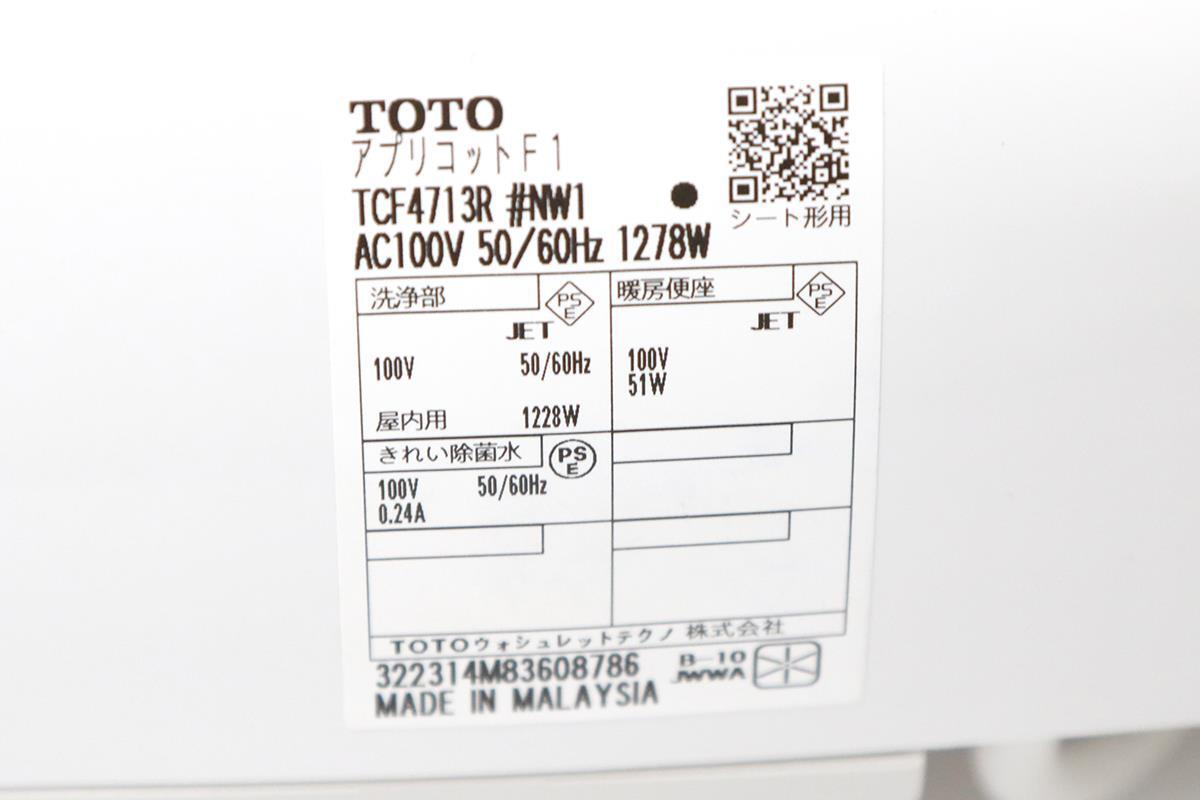 TOTO
アプリコットF1
TCF4713R #NW1
シート形用
AC100V 50/60Hz 1278W
洗浄部
PSE
JET
100V 50/60Hz
屋内用 1228W
暖房便座
PSE
JET
100V
51W
きれい除菌水
PSE
100V 50/60Hz
0.24A
TOTOウォシュレットテクノ 株式会社
322314M83608786
B-10
JWWA
MADE IN MALAYSIA